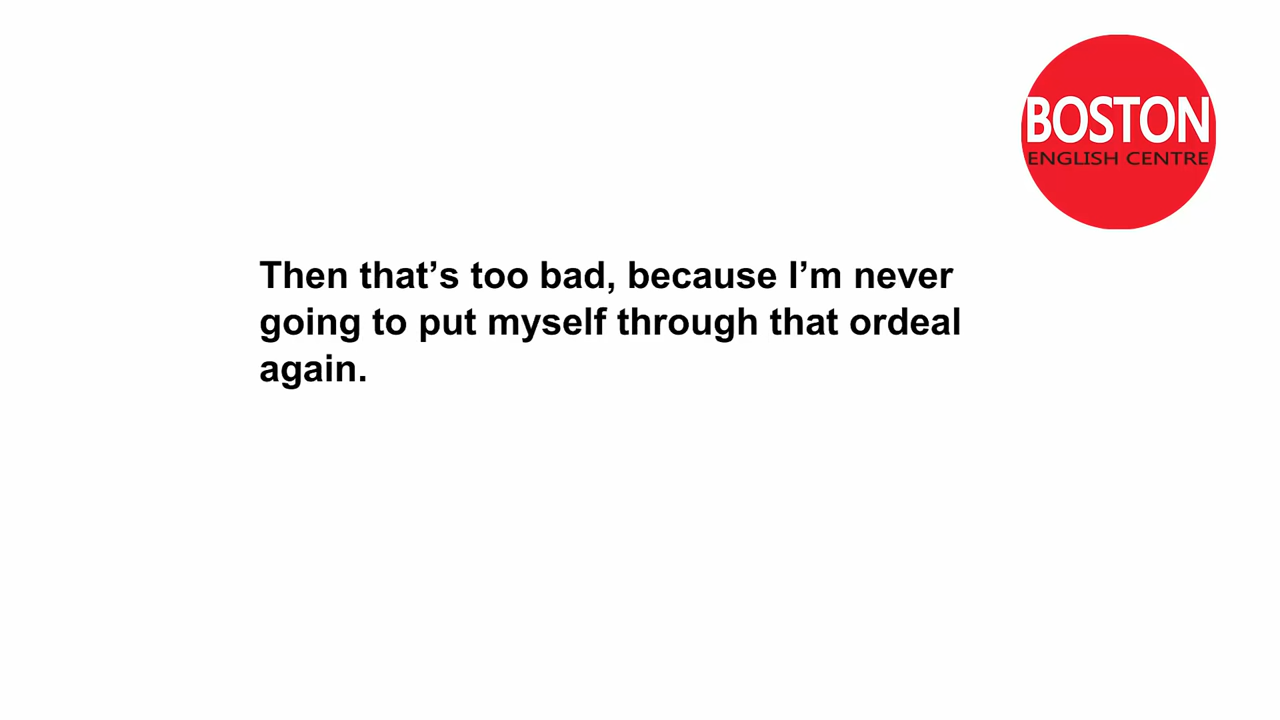 BOSTON
ENGLISH CENTRE
Then that’s too bad, because I’m never
going to put myself through that ordeal
again.